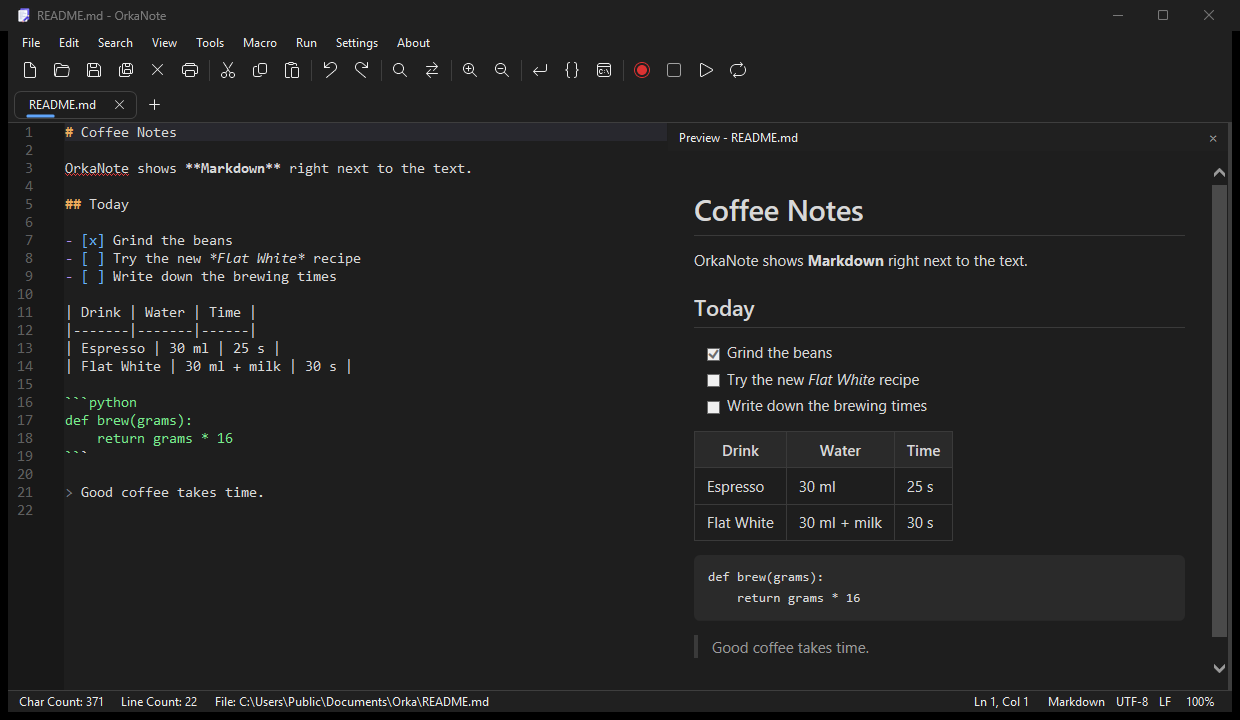 README.md - OrkaNote
File Edit Search View Tools Macro Run Settings About
README.md
1 # Coffee Notes
2
3 OrkaNote shows **Markdown** right next to the text.
4
5 ## Today
6
7 - [x] Grind the beans
8 - [ ] Try the new *Flat White* recipe
9 - [ ] Write down the brewing times
10
11 | Drink | Water | Time |
12 |-------|-------|------|
13 | Espresso | 30 ml | 25 s |
14 | Flat White | 30 ml + milk | 30 s |
15
16 ```python
17 def brew(grams):
18     return grams * 16
19 ```
20
21 > Good coffee takes time.
22
Preview - README.md
Coffee Notes
OrkaNote shows Markdown right next to the text.
Today
Grind the beans
Try the new Flat White recipe
Write down the brewing times
Drink Water Time
Espresso 30 ml 25 s
Flat White 30 ml + milk 30 s
def brew(grams):
    return grams * 16
Good coffee takes time.
Char Count: 371 Line Count: 22 File: C:\Users\Public\Documents\Orka\README.md Ln 1, Col 1 Markdown UTF-8 LF 100%